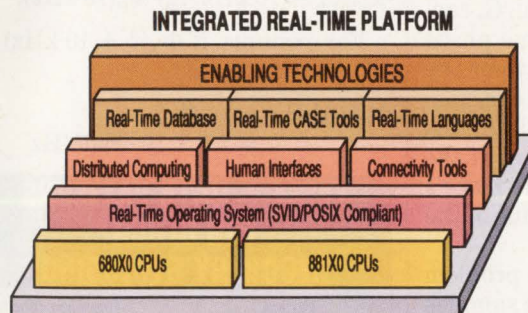 INTEGRATED REAL-TIME PLATFORM
ENABLING TECHNOLOGIES
Real-Time Database Real-Time CASE Tools Real-Time Languages
Distributed Computing Human Interfaces Connectivity Tools
Real-Time Operating System (SVID/POSIX Compliant)
680X0 CPUs 881X0 CPUs